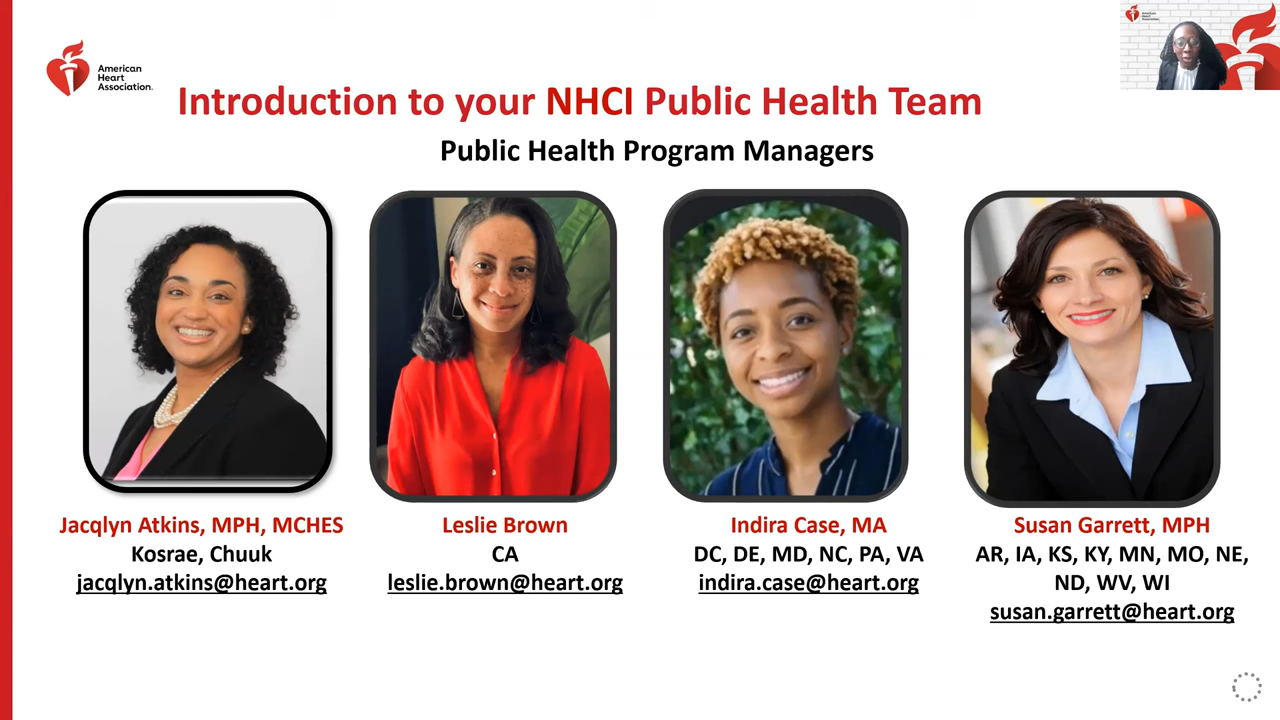 American
Heart
Association.
Introduction to your NHCI Public Health Team
Public Health Program Managers
Jacqlyn Atkins, MPH, MCHES
Kosrae, Chuuk
jacqlyn.atkins@heart.org
Leslie Brown
CA
leslie.brown@heart.org
Indira Case, MA
DC, DE, MD, NC, PA, VA
indira.case@heart.org
Susan Garrett, MPH
AR, IA, KS, KY, MN, MO, NE,
ND, WV, WI
susan.garrett@heart.org
American
Heart
Association.